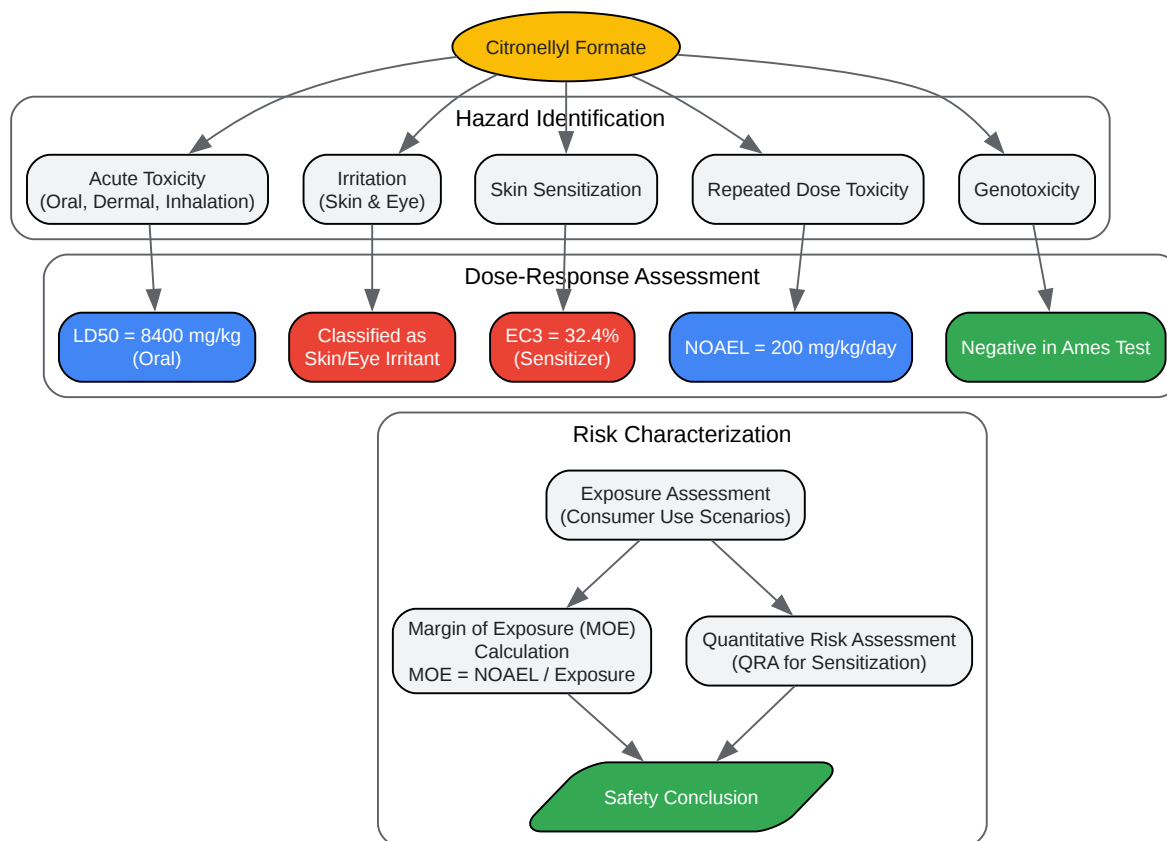 Citronellyl Formate
Hazard Identification
Acute Toxicity
(Oral, Dermal, Inhalation)
Irritation
(Skin & Eye)
Skin Sensitization
Repeated Dose Toxicity
Genotoxicity
Dose-Response Assessment
LD50 = 8400 mg/kg
(Oral)
Classified as
Skin/Eye Irritant
EC3 = 32.4%
(Sensitizer)
NOAEL = 200 mg/kg/day
Negative in Ames Test
Risk Characterization
Exposure Assessment
(Consumer Use Scenarios)
Margin of Exposure (MOE)
Calculation
MOE = NOAEL / Exposure
Quantitative Risk Assessment
(QRA for Sensitization)
Safety Conclusion